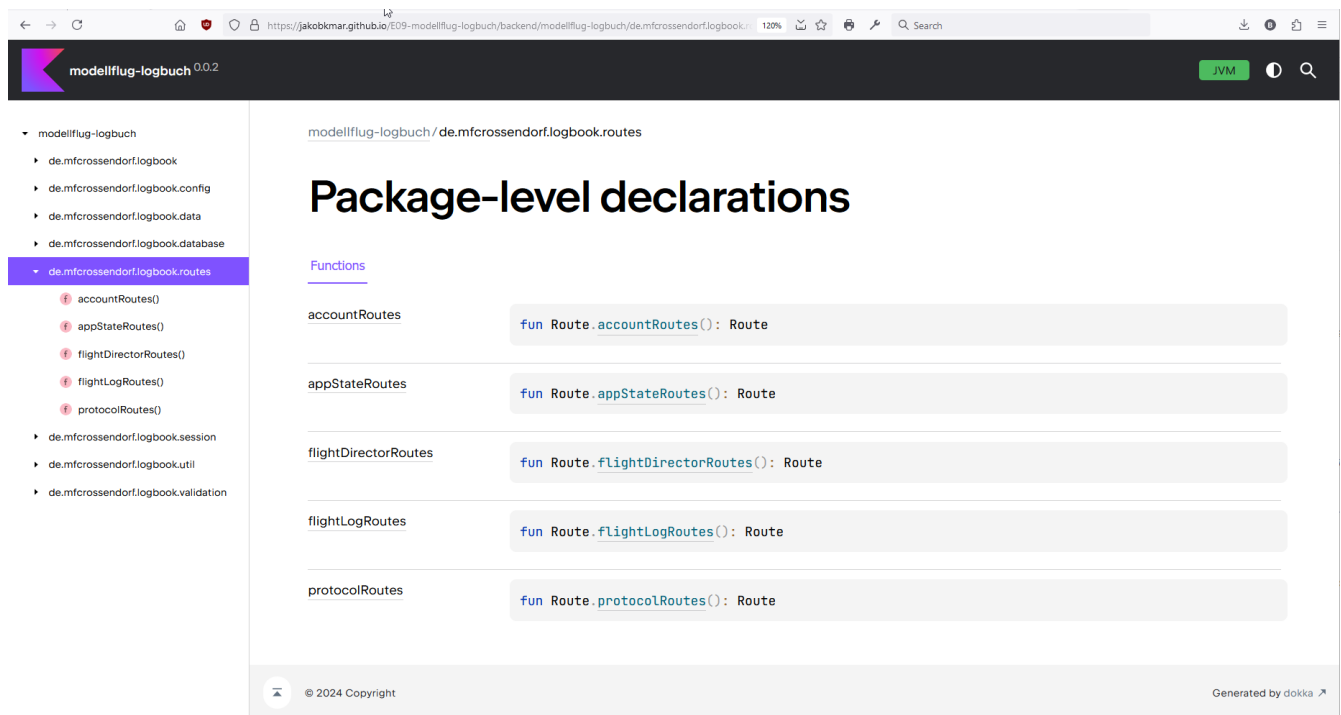 https://jakobkmar.github.io/E09-modellflug-logbuch/backend/modellflug-logbuch/de.mfcrossendorf.logbook.r 120% Search
modellflug-logbuch 0.0.2 JVM
modellflug-logbuch
de.mfcrossendorf.logbook
de.mfcrossendorf.logbook.config
de.mfcrossendorf.logbook.data
de.mfcrossendorf.logbook.database
de.mfcrossendorf.logbook.routes
f accountRoutes()
f appStateRoutes()
f flightDirectorRoutes()
f flightLogRoutes()
f protocolRoutes()
de.mfcrossendorf.logbook.session
de.mfcrossendorf.logbook.util
de.mfcrossendorf.logbook.validation
modellflug-logbuch/de.mfcrossendorf.logbook.routes
Package-level declarations
Functions
accountRoutes
fun Route.accountRoutes(): Route
appStateRoutes
fun Route.appStateRoutes(): Route
flightDirectorRoutes
fun Route.flightDirectorRoutes(): Route
flightLogRoutes
fun Route.flightLogRoutes(): Route
protocolRoutes
fun Route.protocolRoutes(): Route
© 2024 Copyright
Generated by dokka